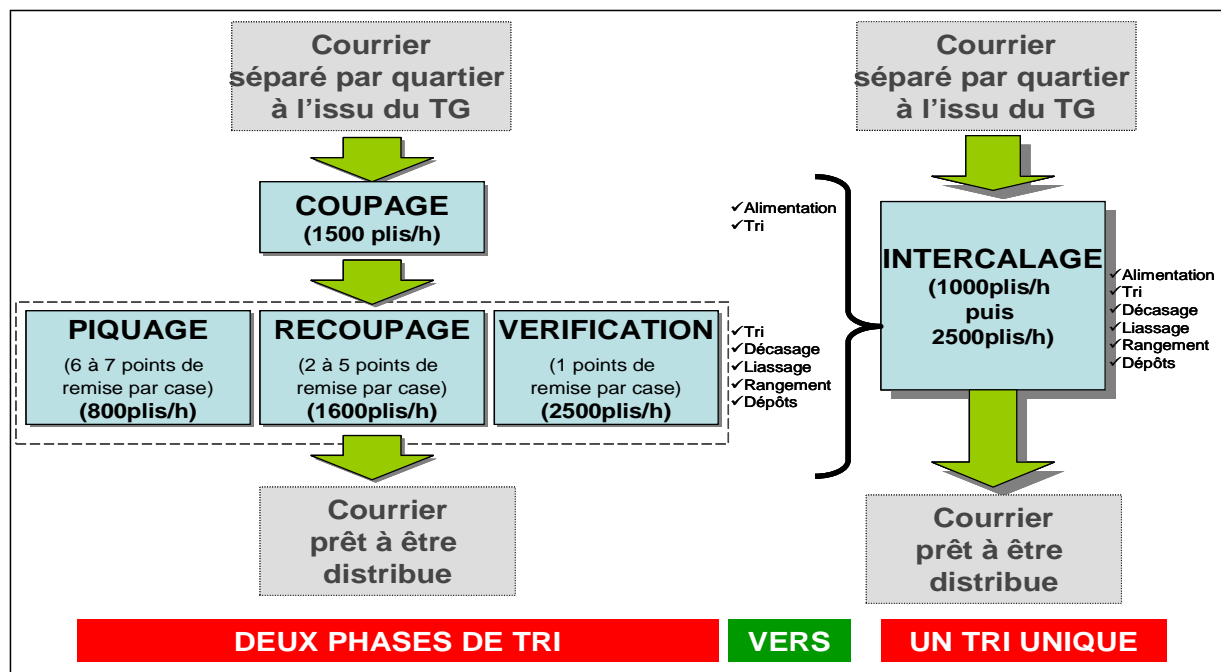 Courrier
séparé par quartier
à l'issu du TG
COUPAGE
(1500 plis/h)
✓Alimentation
✓Tri
PIQUAGE
(6 à 7 points de
remise par case)
(800plis/h)
RECOUPAGE
(2 à 5 points de
remise par case)
(1600plis/h)
VERIFICATION
(1 points de
remise par case)
(2500plis/h)
✓Tri
✓Décasage
✓Liassage
✓Rangement
✓Dépôts
Courrier
prêt à être
distribue
Courrier
séparé par quartier
à l'issu du TG
INTERCALAGE
(1000plis/h
puis
2500plis/h)
✓Alimentation
✓Tri
✓Décasage
✓Liassage
✓Rangement
✓Dépôts
Courrier
prêt à être
distribue
DEUX PHASES DE TRI
VERS
UN TRI UNIQUE